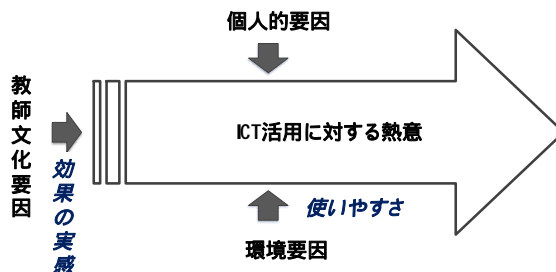 個人的要因
教師文化要因
効果の実感
ICT活用に対する熱意
使いやすさ
環境要因